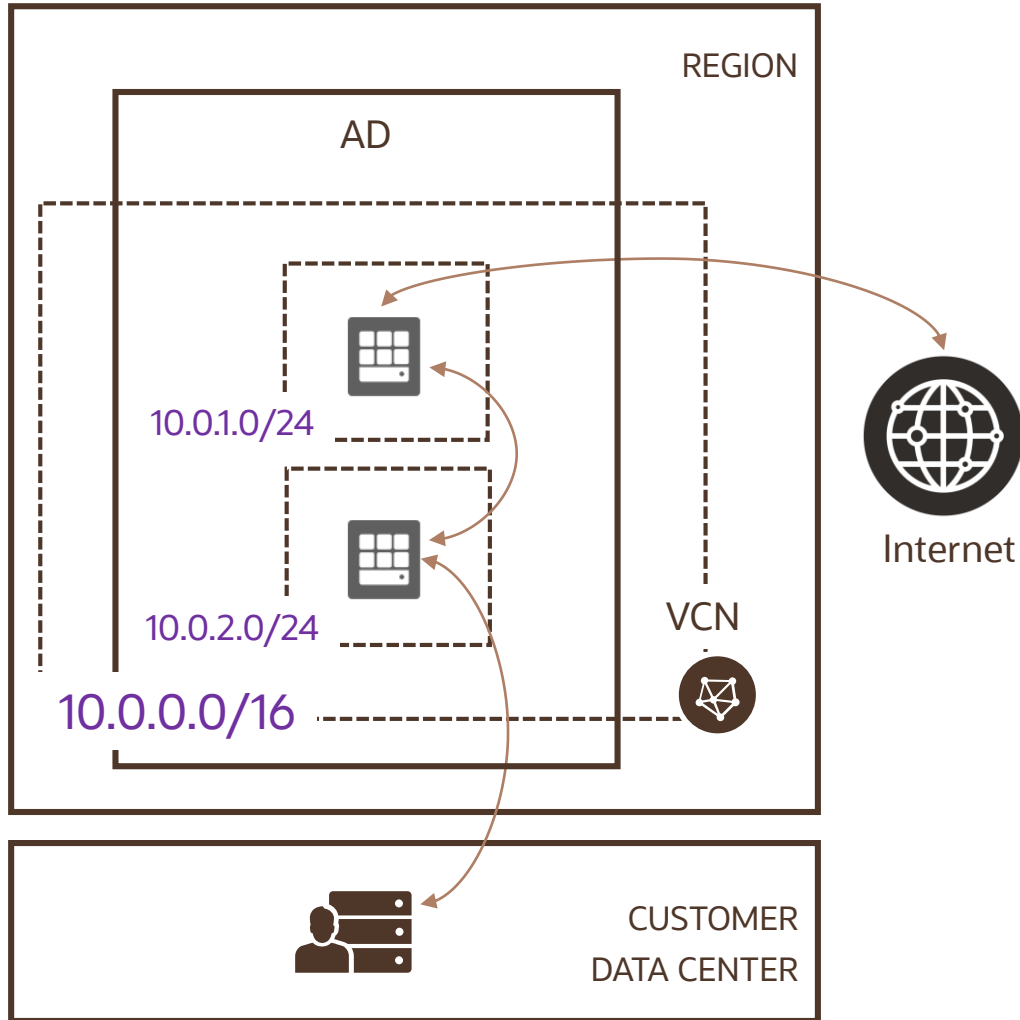 REGION
AD
10.0.1.0/24
Internet
10.0.2.0/24
VCN
10.0.0.0/16
CUSTOMER
DATA CENTER